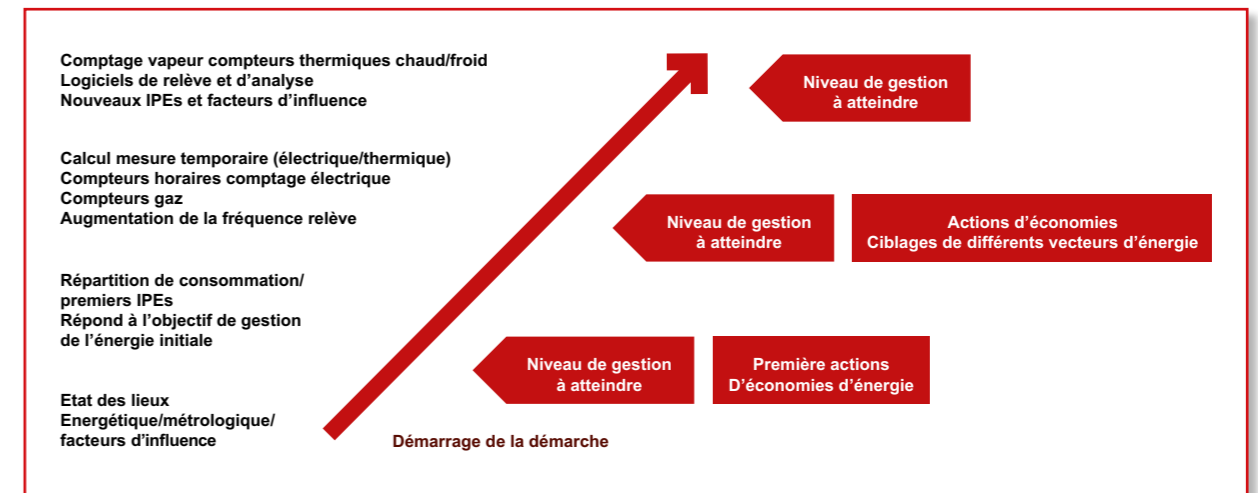 Comptage vapeur compteurs thermiques chaud/froid
Logiciels de relève et d'analyse
Nouveaux IPEs et facteurs d'influence
Niveau de gestion
à atteindre
Calcul mesure temporaire (électrique/thermique)
Compteurs horaires comptage électrique
Compteurs gaz
Augmentation de la fréquence relève
Niveau de gestion
à atteindre
Actions d'économies
Ciblages de différents vecteurs d'énergie
Répartition de consommation/
premiers IPEs
Répond à l'objectif de gestion
de l'énergie initiale
Niveau de gestion
à atteindre
Première actions
D'économies d'énergie
Etat des lieux
Energétique/métrologique/
facteurs d'influence
Démarrage de la démarche